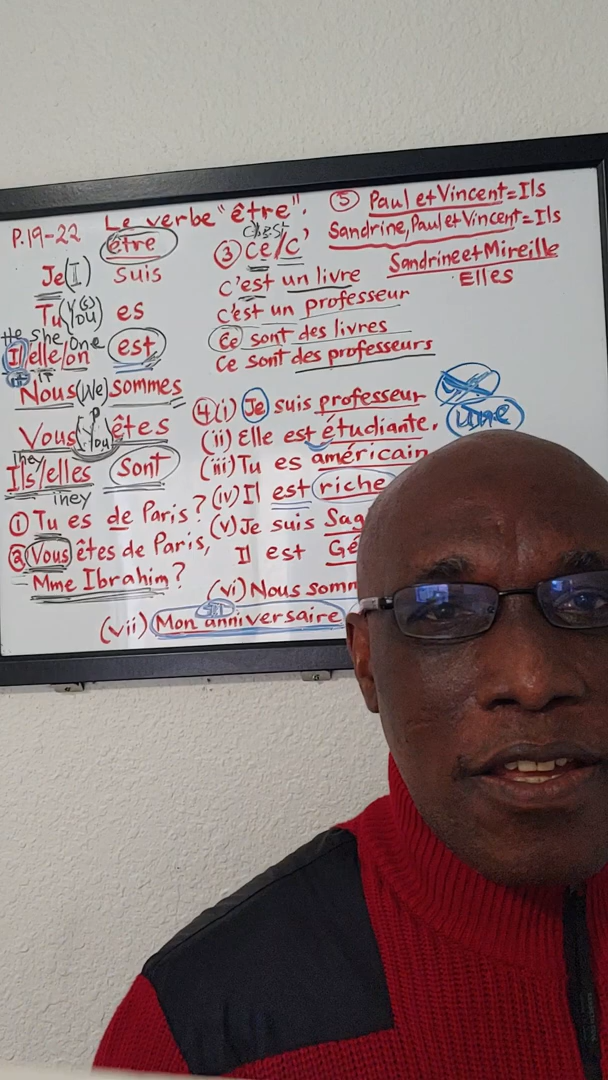 P.19-22
Le verbe "être".
être
Je (I) suis
Tu (You(s)) es
He she one
Il/elle/on est
it it
Nous (We) sommes
Vous (You p) êtes
They
Ils/elles sont
They
① Tu es de Paris?
② Vous êtes de Paris,
Mme Ibrahim?
③ Ce/C'
C'est un livre
C'est un professeur
Ce sont des livres
Ce sont des professeurs
④ (i) Je suis professeur
(ii) Elle est étudiante.
une
(iii) Tu es américain
(iv) Il est riche
(v) Je suis Sag
Il est Gé
(vi) Nous somm
(vii) Mon anniversaire
⑤ Paul et Vincent = Ils
Sandrine, Paul et Vincent = Ils
Sandrine et Mireille
Elles